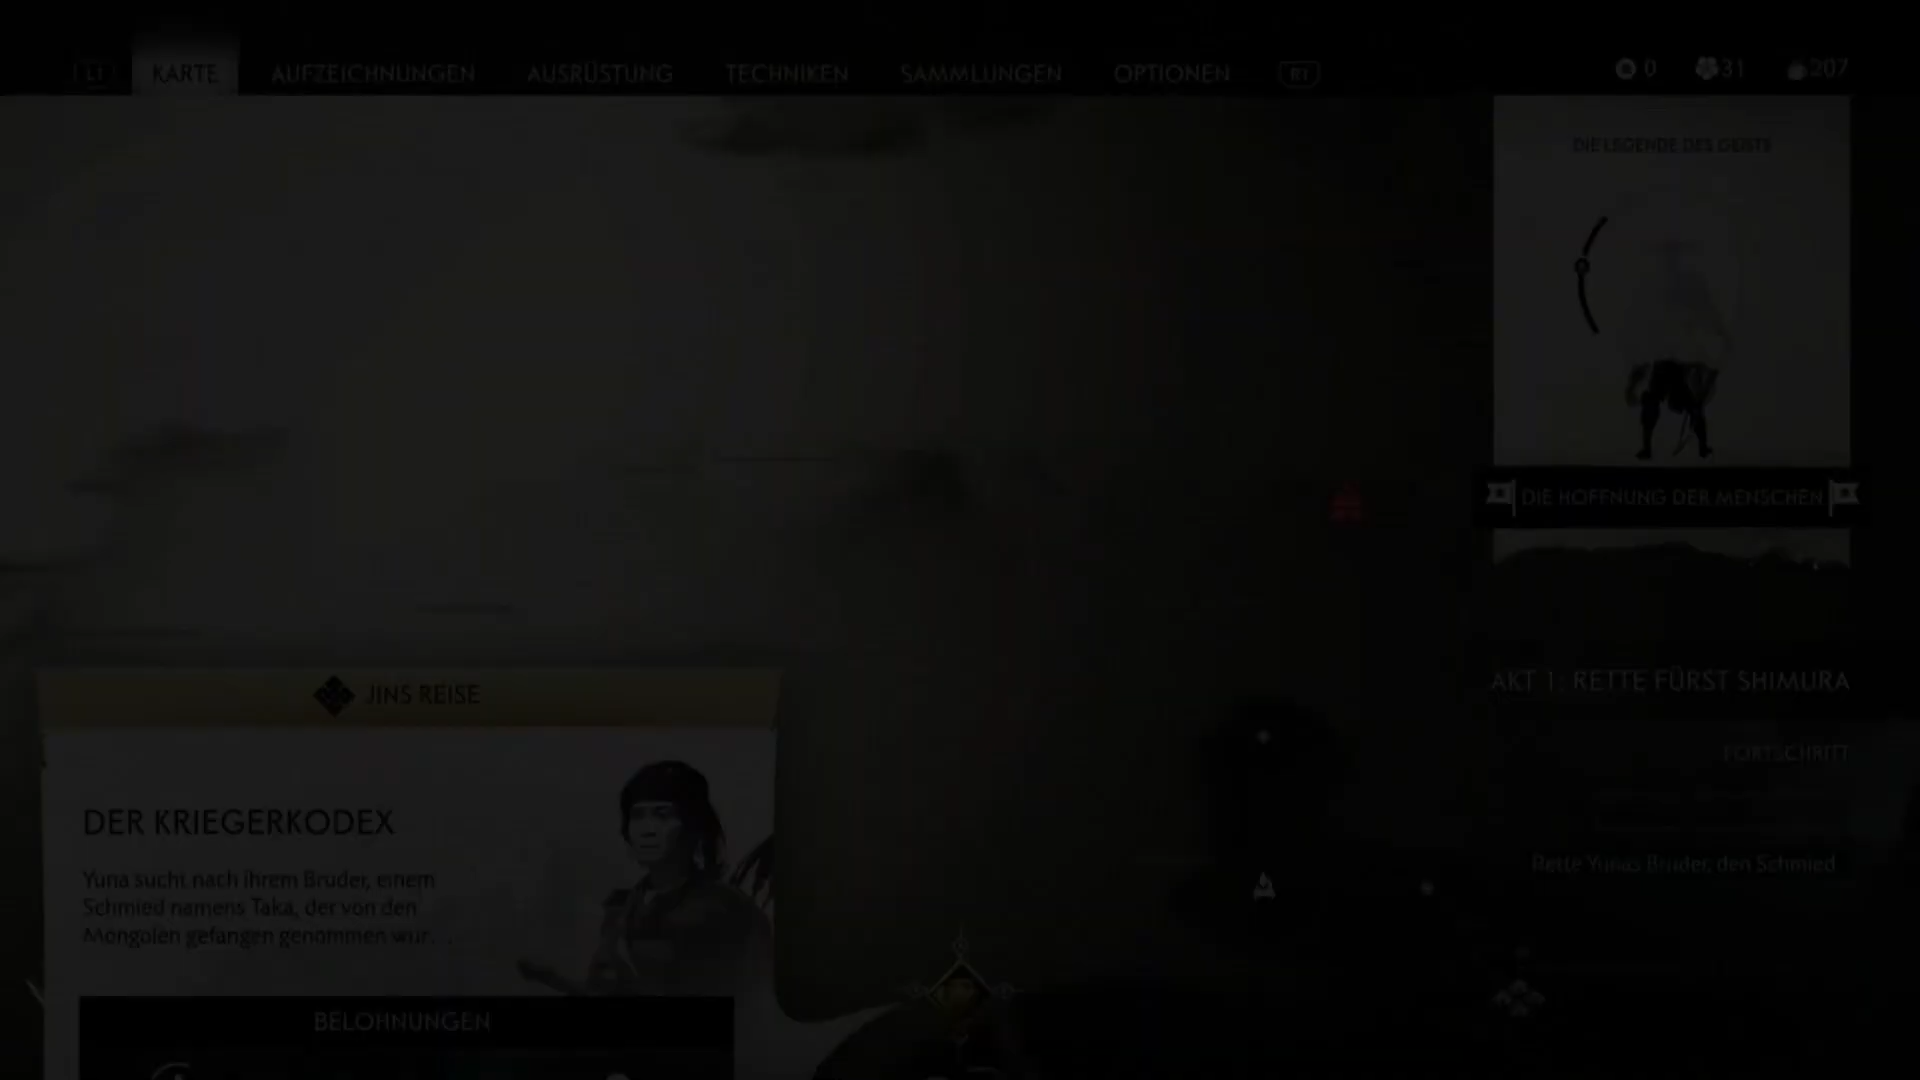 LT KARTE AUFZEICHNUNGEN AUSRÜSTUNG TECHNIKEN SAMMLUNGEN OPTIONEN RT 0 31 207
DIE LEGENDE DES GEISTS
DIE HOFFNUNG DER MENSCHEN
AKT 1: RETTE FÜRST SHIMURA
FORTSCHRITT
Rette Yunas Bruder, den Schmied
JINS REISE
DER KRIEGERKODEX
Yuna sucht nach ihrem Bruder, einem
Schmied namens Taka, der von den
Mongolen gefangen genommen wur...
BELOHNUNGEN